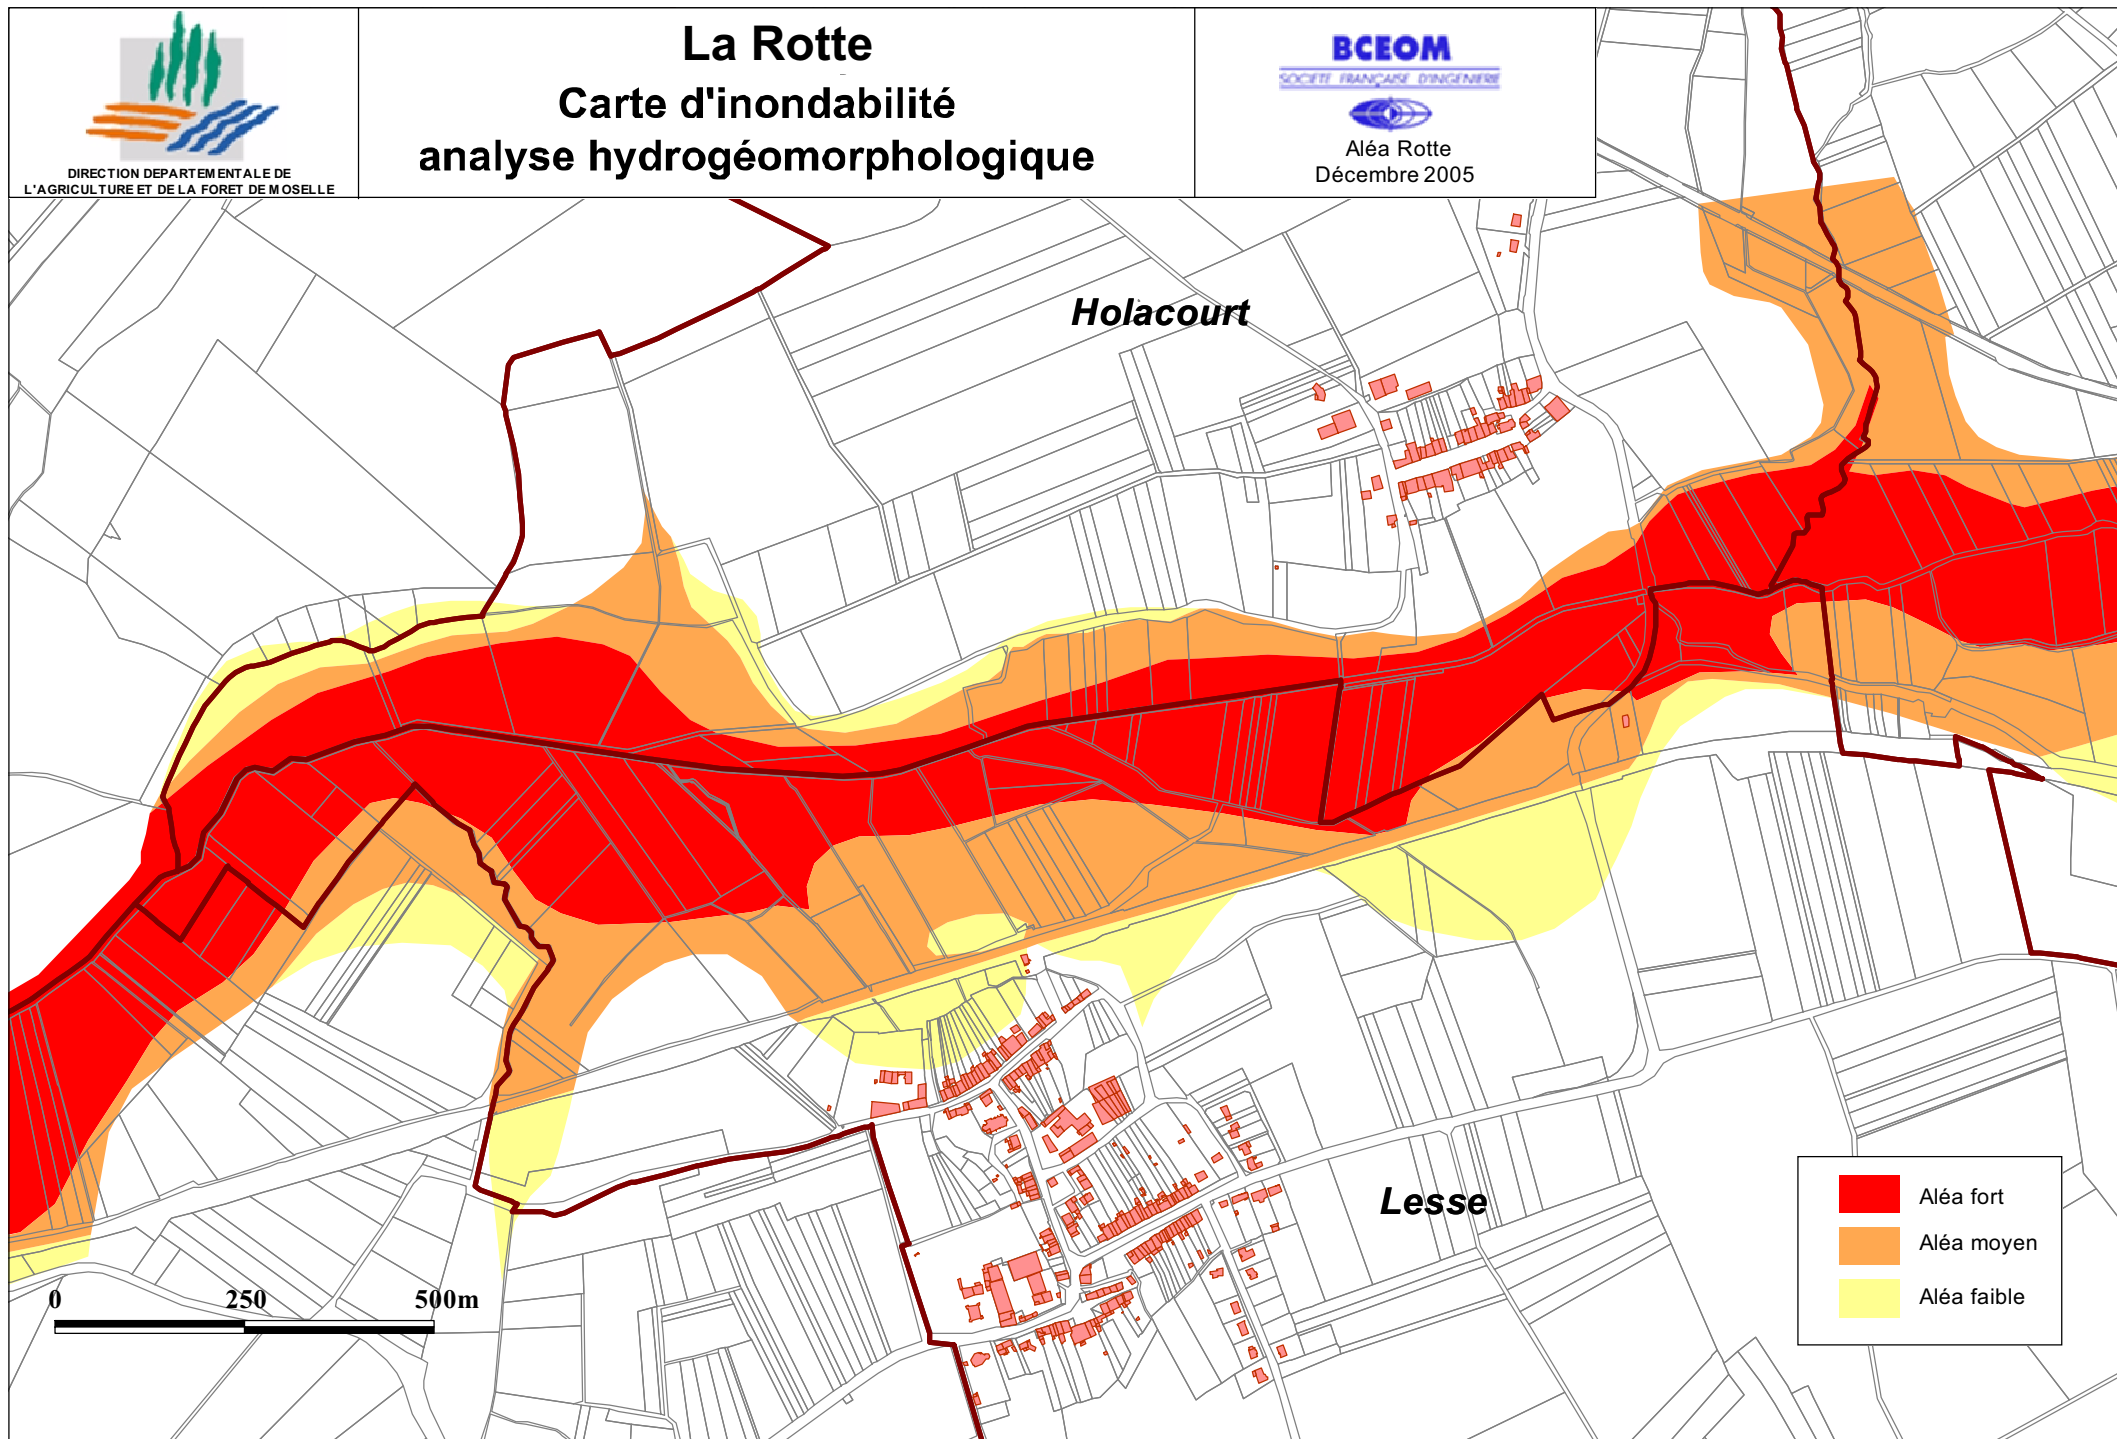 DIRECTION DEPARTEMENTALE DE
L'AGRICULTURE ET DE LA FORET DE MOSELLE
La Rotte
Carte d'inondabilité
analyse hydrogéomorphologique
BCEOM
SOCIETE FRANÇAISE D'INGENIERIE
Aléa Rotte
Décembre 2005
Holacourt
Lesse
Aléa fort
Aléa moyen
Aléa faible
0 250 500m